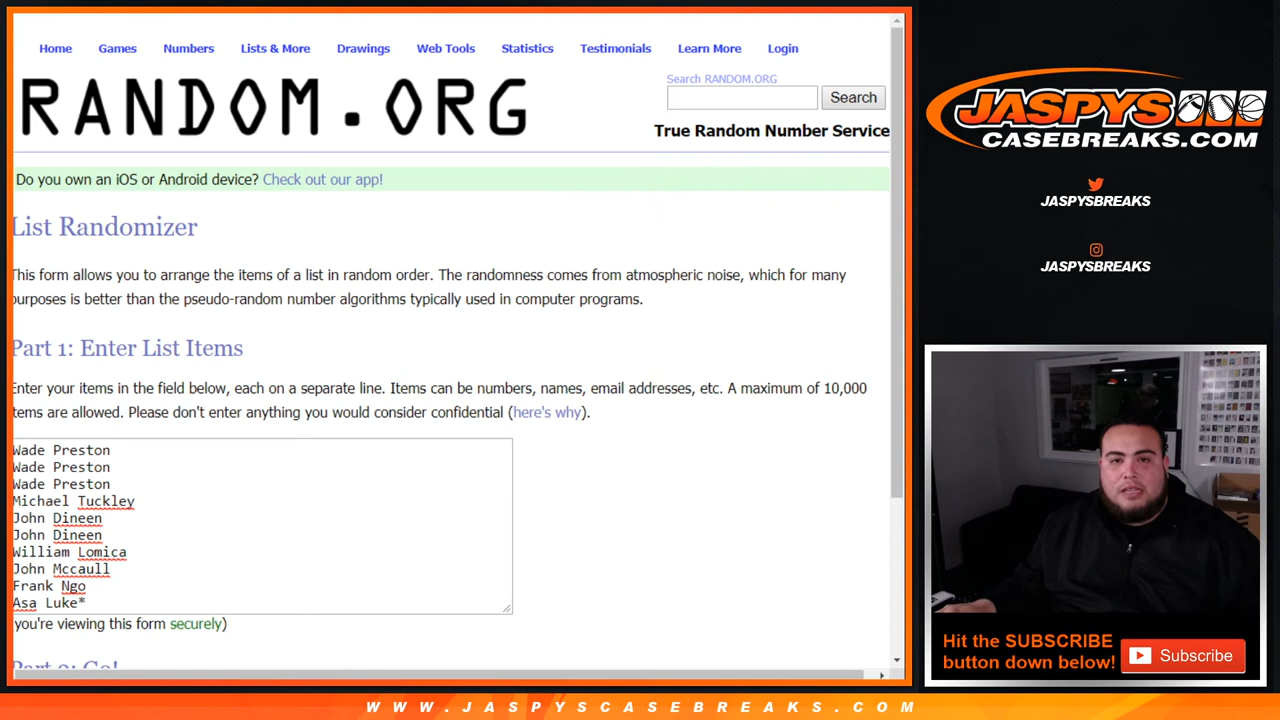 Home Games Numbers Lists & More Drawings Web Tools Statistics Testimonials Learn More Login
RANDOM.ORG
Search RANDOM.ORG
Search
True Random Number Service
Do you own an iOS or Android device? Check out our app!
List Randomizer
This form allows you to arrange the items of a list in random order. The randomness comes from atmospheric noise, which for many
purposes is better than the pseudo-random number algorithms typically used in computer programs.
Part 1: Enter List Items
Enter your items in the field below, each on a separate line. Items can be numbers, names, email addresses, etc. A maximum of 10,000
items are allowed. Please don't enter anything you would consider confidential (here's why).
Wade Preston
Wade Preston
Wade Preston
Michael Tuckley
John Dineen
John Dineen
William Lomica
John Mccaull
Frank Ngo
Asa Luke*
you're viewing this form securely)
Part 2: Go!
JASPYS
CASEBREAKS.COM
JASPYSBREAKS
JASPYSBREAKS
Hit the SUBSCRIBE
button down below!
Subscribe
WWW.JASPYSCASEBREAKS.COM